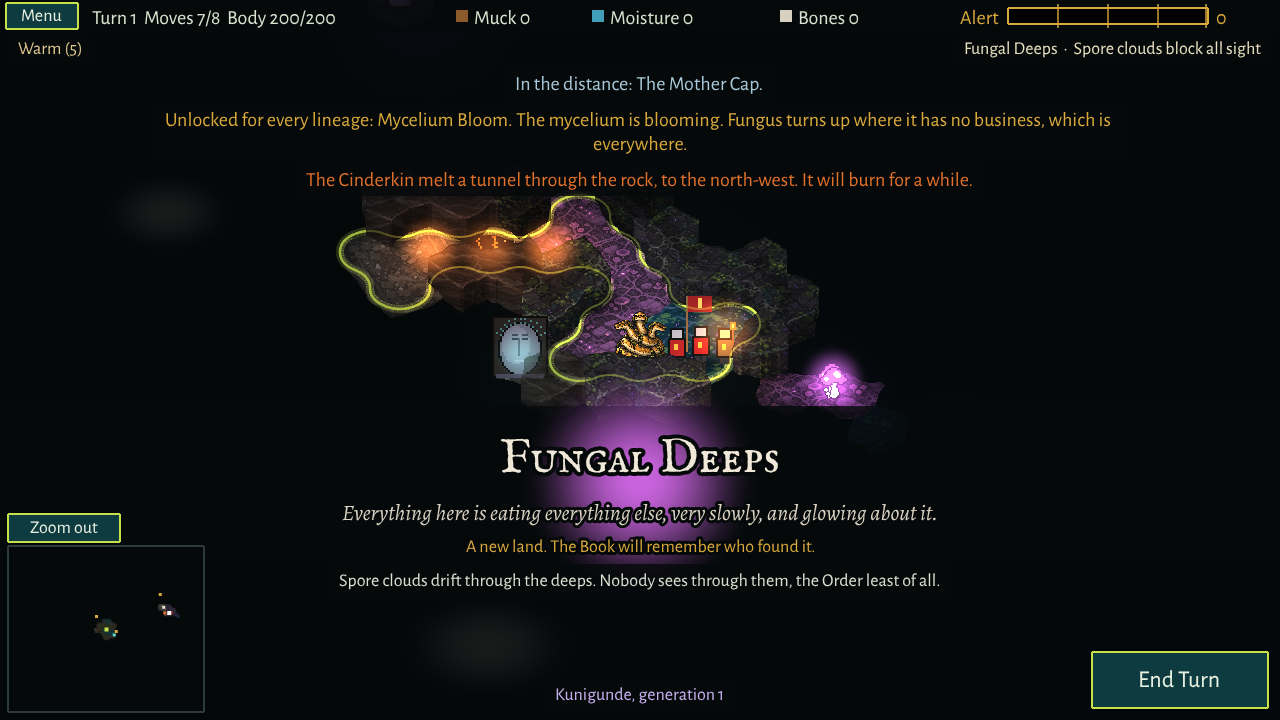 Menu
Turn 1 Moves 7/8 Body 200/200
Muck 0
Moisture 0
Bones 0
Alert
0
Warm (5)
Fungal Deeps · Spore clouds block all sight
In the distance: The Mother Cap.
Unlocked for every lineage: Mycelium Bloom. The mycelium is blooming. Fungus turns up where it has no business, which is
everywhere.
The Cinderkin melt a tunnel through the rock, to the north-west. It will burn for a while.
Fungal Deeps
Everything here is eating everything else, very slowly, and glowing about it.
A new land. The Book will remember who found it.
Spore clouds drift through the deeps. Nobody sees through them, the Order least of all.
Zoom out
Kunigunde, generation 1
End Turn